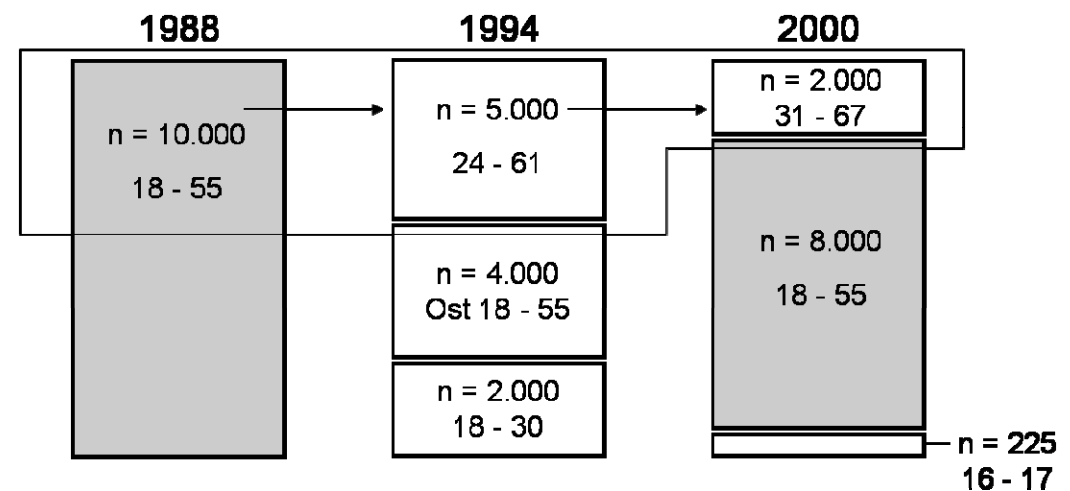 1988
1994
2000
n = 10.000
18 - 55
n = 5.000
24 - 61
n = 4.000
Ost 18 - 55
n = 2.000
18 - 30
n = 2.000
31 - 67
n = 8.000
18 - 55
n = 225
16 - 17